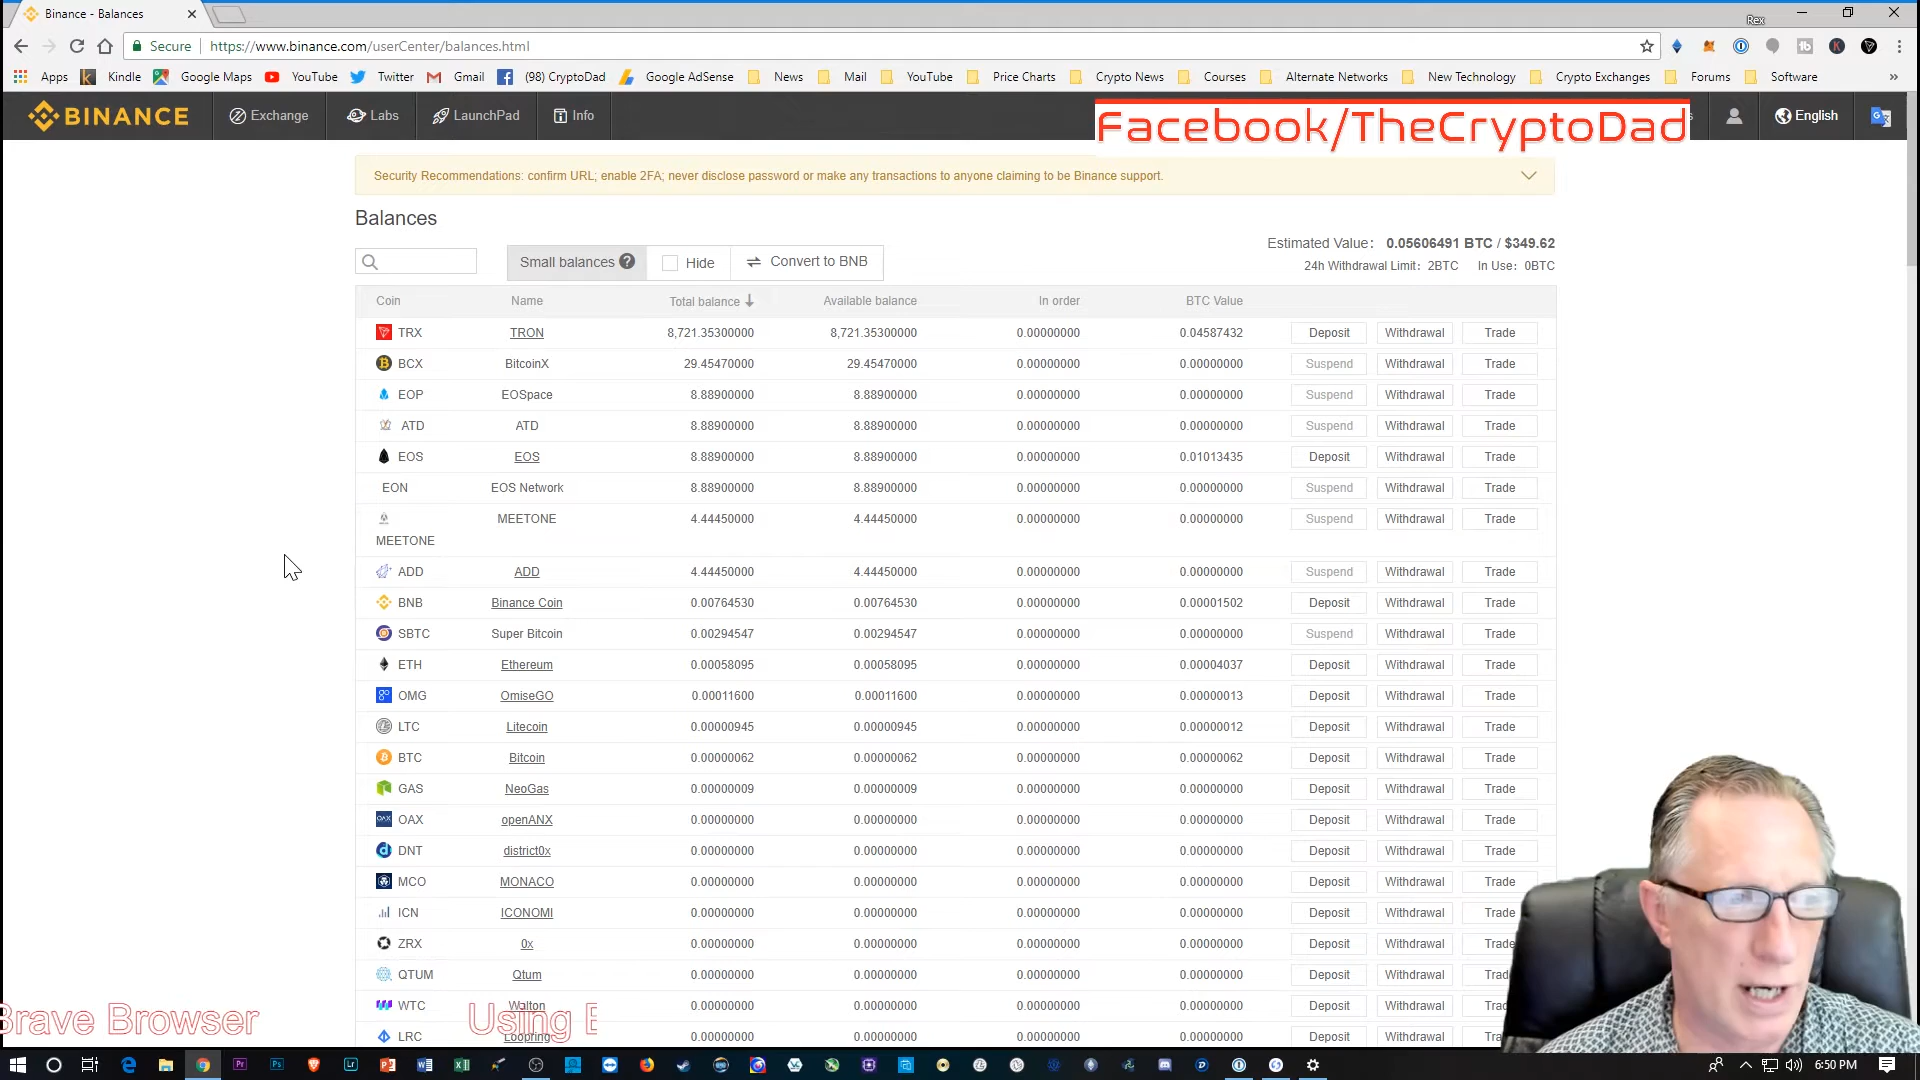 Binance - Balances
Rex
Secure https://www.binance.com/userCenter/balances.html
Apps Kindle Google Maps YouTube Twitter Gmail (98) CryptoDad Google AdSense News Mail YouTube Price Charts Crypto News Courses Alternate Networks New Technology Crypto Exchanges Forums Software »
BINANCE Exchange Labs LaunchPad Info English
Facebook/TheCryptoDad
Security Recommendations: confirm URL; enable 2FA; never disclose password or make any transactions to anyone claiming to be Binance support.
Balances
Estimated Value: 0.05606491 BTC / $349.62
Small balances ? Hide Convert to BNB
24h Withdrawal Limit: 2BTC In Use: 0BTC
Coin Name Total balance Available balance In order BTC Value
TRX TRON 8,721.35300000 8,721.35300000 0.00000000 0.04587432 Deposit Withdrawal Trade
BCX BitcoinX 29.45470000 29.45470000 0.00000000 0.00000000 Suspend Withdrawal Trade
EOP EOSpace 8.88900000 8.88900000 0.00000000 0.00000000 Suspend Withdrawal Trade
ATD ATD 8.88900000 8.88900000 0.00000000 0.00000000 Suspend Withdrawal Trade
EOS EOS 8.88900000 8.88900000 0.00000000 0.01013435 Deposit Withdrawal Trade
EON EOS Network 8.88900000 8.88900000 0.00000000 0.00000000 Suspend Withdrawal Trade
MEETONE 4.44450000 4.44450000 0.00000000 0.00000000 Suspend Withdrawal Trade
MEETONE
ADD ADD 4.44450000 4.44450000 0.00000000 0.00000000 Suspend Withdrawal Trade
BNB Binance Coin 0.00764530 0.00764530 0.00000000 0.00001502 Deposit Withdrawal Trade
SBTC Super Bitcoin 0.00294547 0.00294547 0.00000000 0.00000000 Suspend Withdrawal Trade
ETH Ethereum 0.00058095 0.00058095 0.00000000 0.00004037 Deposit Withdrawal Trade
OMG OmiseGO 0.00011600 0.00011600 0.00000000 0.00000013 Deposit Withdrawal Trade
LTC Litecoin 0.00000945 0.00000945 0.00000000 0.00000012 Deposit Withdrawal Trade
BTC Bitcoin 0.00000062 0.00000062 0.00000000 0.00000062 Deposit Withdrawal Trade
GAS NeoGas 0.00000009 0.00000009 0.00000000 0.00000000 Deposit Withdrawal Trade
OAX openANX 0.00000000 0.00000000 0.00000000 0.00000000 Deposit Withdrawal Trade
DNT district0x 0.00000000 0.00000000 0.00000000 0.00000000 Deposit Withdrawal Trade
MCO MONACO 0.00000000 0.00000000 0.00000000 0.00000000 Deposit Withdrawal Trade
ICN ICONOMI 0.00000000 0.00000000 0.00000000 0.00000000 Deposit Withdrawal Trade
ZRX 0x 0.00000000 0.00000000 0.00000000 0.00000000 Deposit Withdrawal Trade
QTUM Qtum 0.00000000 0.00000000 0.00000000 0.00000000 Deposit Withdrawal Trad
WTC Walton 0.00000000 0.00000000 0.00000000 0.00000000 Deposit Withdrawal
Brave Browser Using
LRC Loopring 0.00000000 0.00000000 0.00000000 0.00000000 Deposit Withdrawal
6:50 PM